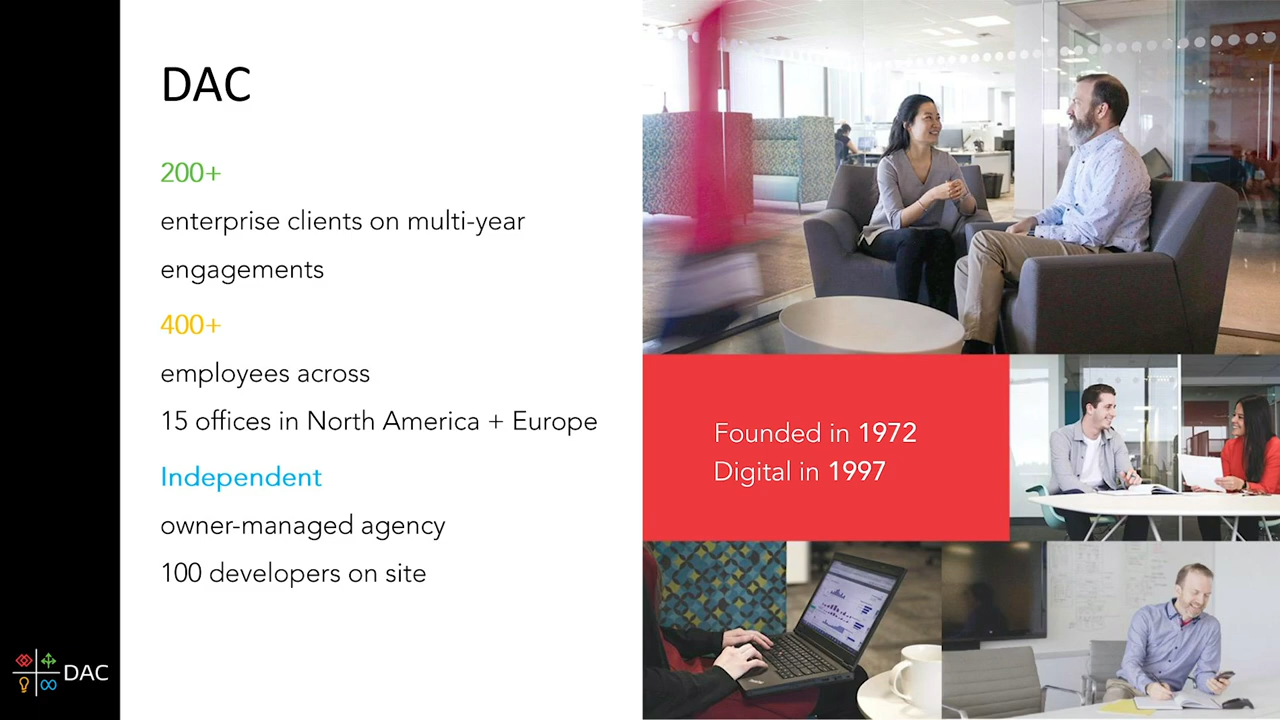 DAC
200+
enterprise clients on multi-year
engagements
400+
employees across
15 offices in North America + Europe
Independent
owner-managed agency
100 developers on site
Founded in 1972
Digital in 1997
DAC